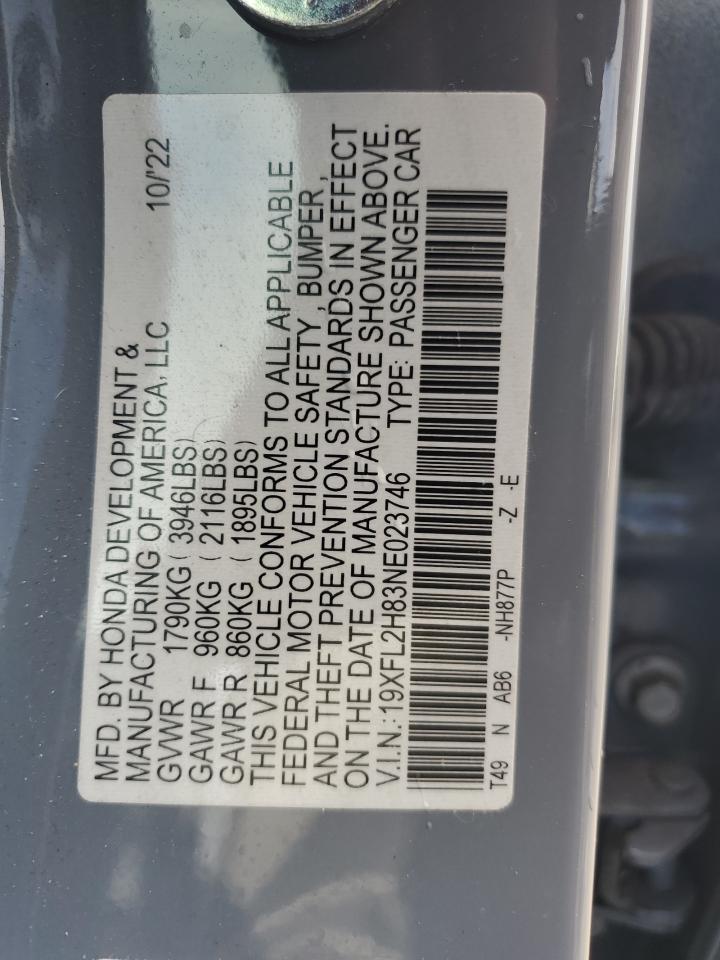 MFD. BY HONDA DEVELOPMENT &
MANUFACTURING OF AMERICA, LLC 10/'22
GVWR 1790KG ( 3946LBS)
GAWR F 960KG ( 2116LBS)
GAWR R 860KG ( 1895LBS)
THIS VEHICLE CONFORMS TO ALL APPLICABLE
FEDERAL MOTOR VEHICLE SAFETY , BUMPER ,
AND THEFT PREVENTION STANDARDS IN EFFECT
ON THE DATE OF MANUFACTURE SHOWN ABOVE.
V.I.N.: 19XFL2H83NE023746 TYPE: PASSENGER CAR
T49 N AB6 -NH877P -Z -E